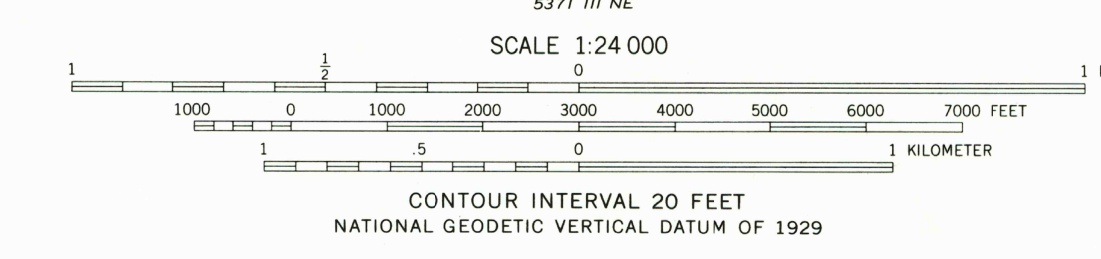 SCALE 1:24 000
1 1/2 0 1
1000 0 1000 2000 3000 4000 5000 6000 7000 FEET
1 .5 0 1 KILOMETER
CONTOUR INTERVAL 20 FEET
NATIONAL GEODETIC VERTICAL DATUM OF 1929